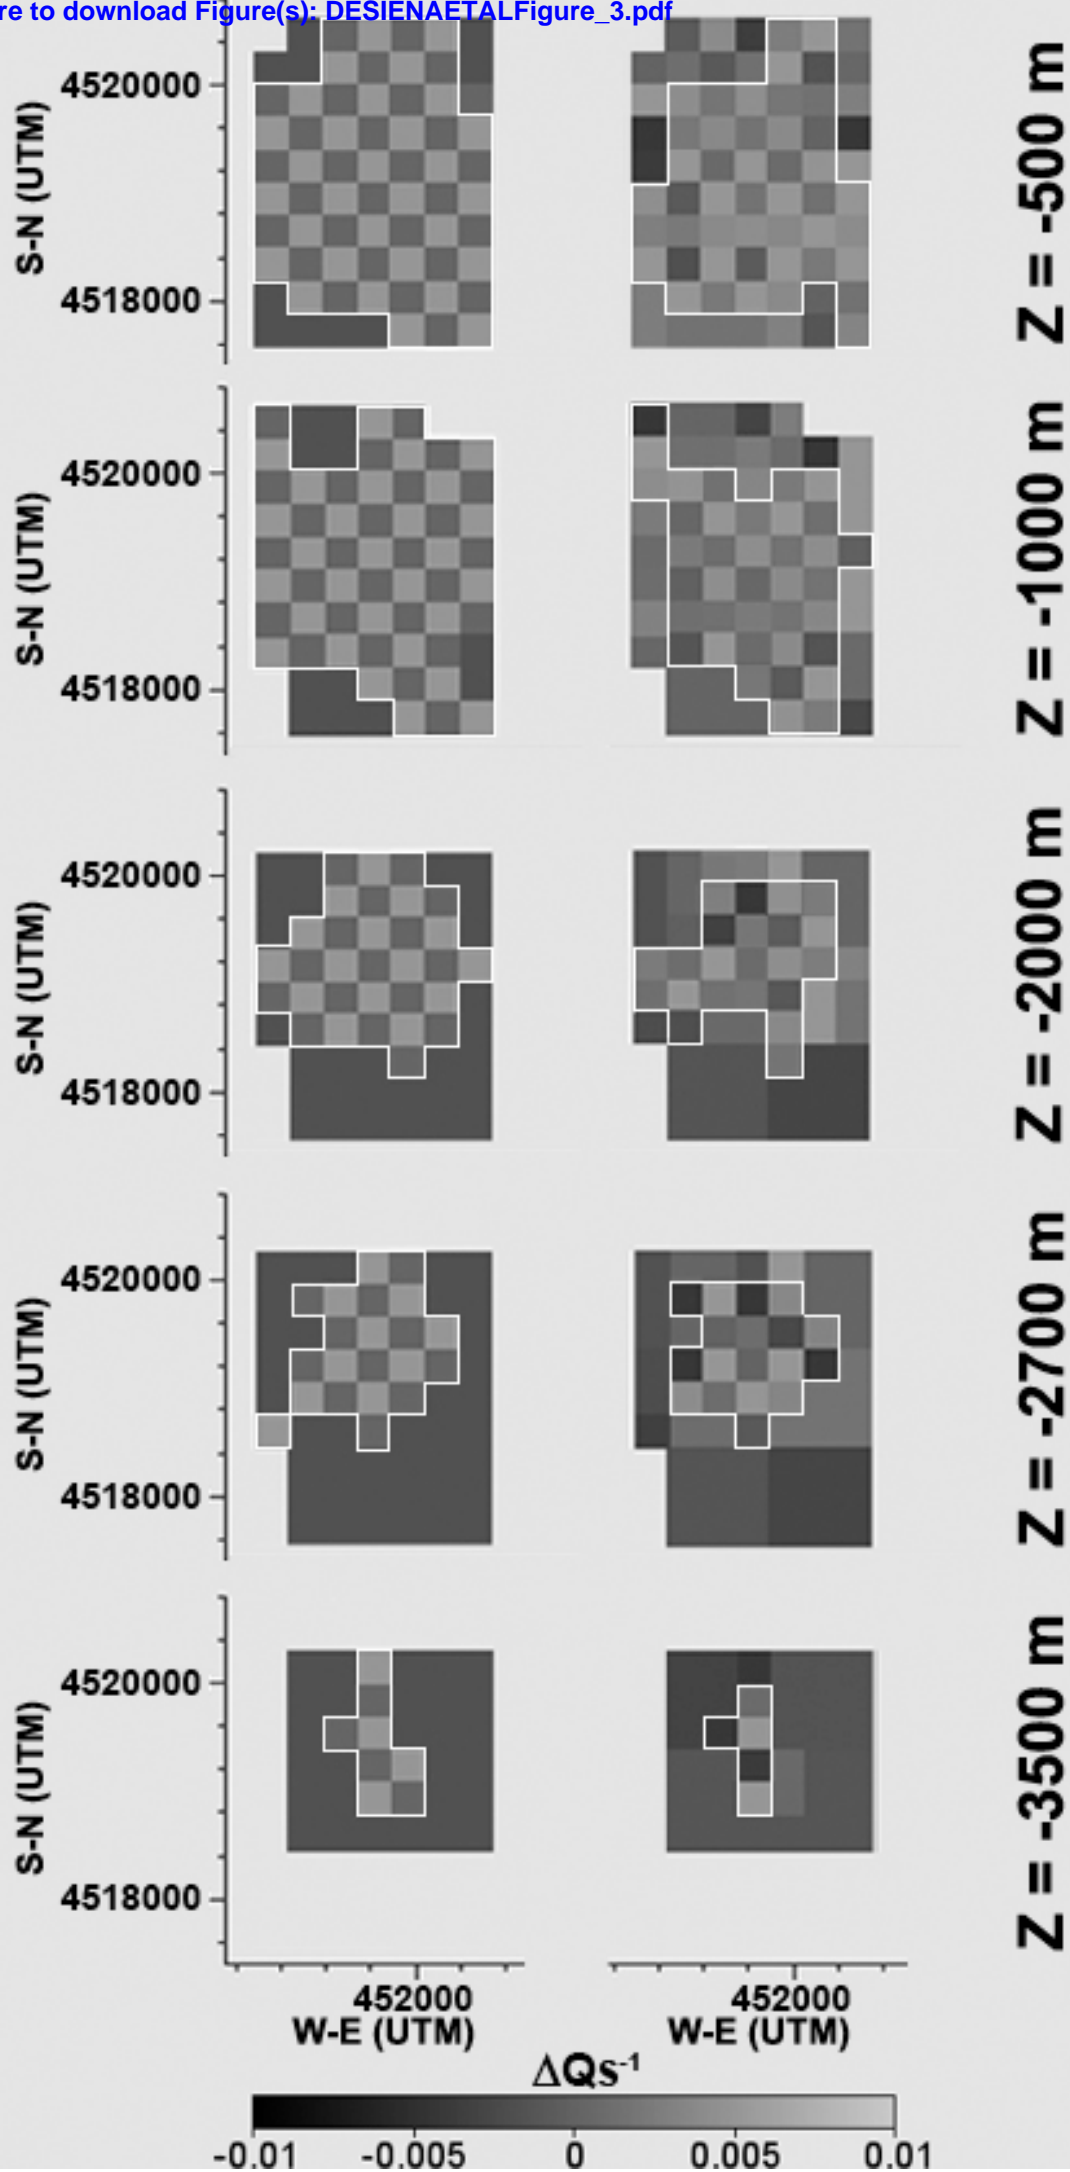 re to download Figure(s): DESIENAETALFigure_3.pdf
4520000
4518000
S-N (UTM)
Z = -500 m
4520000
4518000
S-N (UTM)
Z = -1000 m
4520000
4518000
S-N (UTM)
Z = -2000 m
4520000
4518000
S-N (UTM)
Z = -2700 m
4520000
4518000
S-N (UTM)
Z = -3500 m
452000 452000
W-E (UTM) W-E (UTM)
ΔQs⁻¹
-0.01 -0.005 0 0.005 0.01